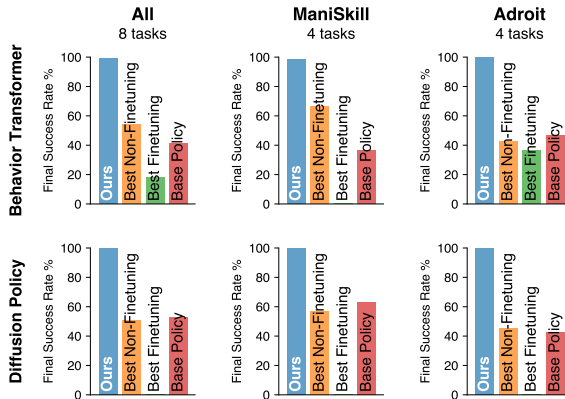 All
8 tasks
ManiSkill
4 tasks
Adroit
4 tasks
Behavior Transformer
Final Success Rate %
100
80
60
40
20
0
Ours
Best Non-Finetuning
Best Finetuning
Base Policy
Final Success Rate %
100
80
60
40
20
0
Ours
Best Non-Finetuning
Best Finetuning
Base Policy
Final Success Rate %
100
80
60
40
20
0
Ours
Best Non-Finetuning
Best Finetuning
Base Policy
Diffusion Policy
Final Success Rate %
100
80
60
40
20
0
Ours
Best Non-Finetuning
Best Finetuning
Base Policy
Final Success Rate %
100
80
60
40
20
0
Ours
Best Non-Finetuning
Best Finetuning
Base Policy
Final Success Rate %
100
80
60
40
20
0
Ours
Best Non-Finetuning
Best Finetuning
Base Policy